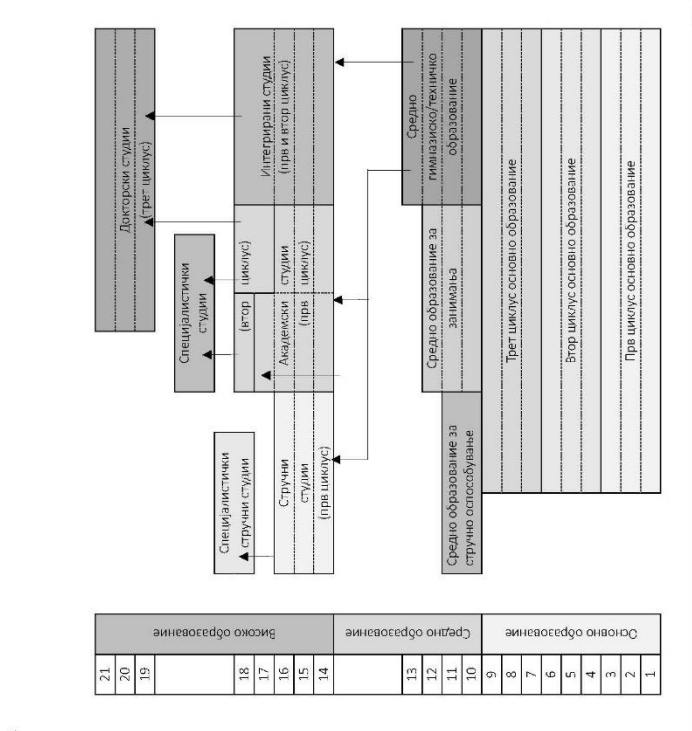 Докторски студии
(трет циклус)
Интегрирани студии
(прв и втор циклус)
Средно
гимназиско/техничко
образование
Специјалистички
студии
(втор циклус)
Академски студии
(прв циклус)
Средно образование за
занимања
Трет циклус основно образование
Втор циклус основно образование
Прв циклус основно образование
Специјалистички
стручни студии
Стручни
студии
(прв циклус)
Средно образование за
стручно оспособување
Високо образование
Средно образование
Основно образование
21
20
19
18
17
16
15
14
13
12
11
10
9
8
7
6
5
4
3
2
1